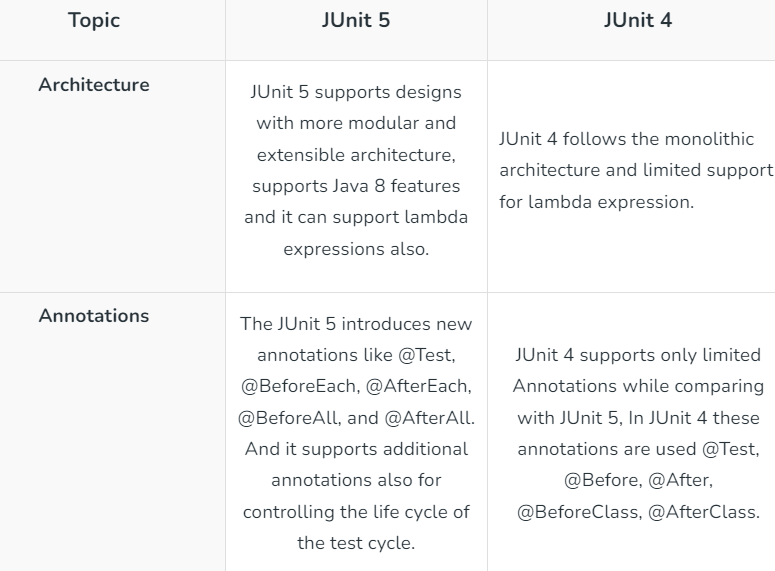 Topic
JUnit 5
JUnit 4
Architecture
JUnit 5 supports designs
with more modular and
extensible architecture,
supports Java 8 features
and it can support lambda
expressions also.
JUnit 4 follows the monolithic
architecture and limited support
for lambda expression.
Annotations
The JUnit 5 introduces new
annotations like @Test,
@BeforeEach, @AfterEach,
@BeforeAll, and @AfterAll.
And it supports additional
annotations also for
controlling the life cycle of
the test cycle.
JUnit 4 supports only limited
Annotations while comparing
with JUnit 5, In JUnit 4 these
annotations are used @Test,
@Before, @After,
@BeforeClass, @AfterClass.